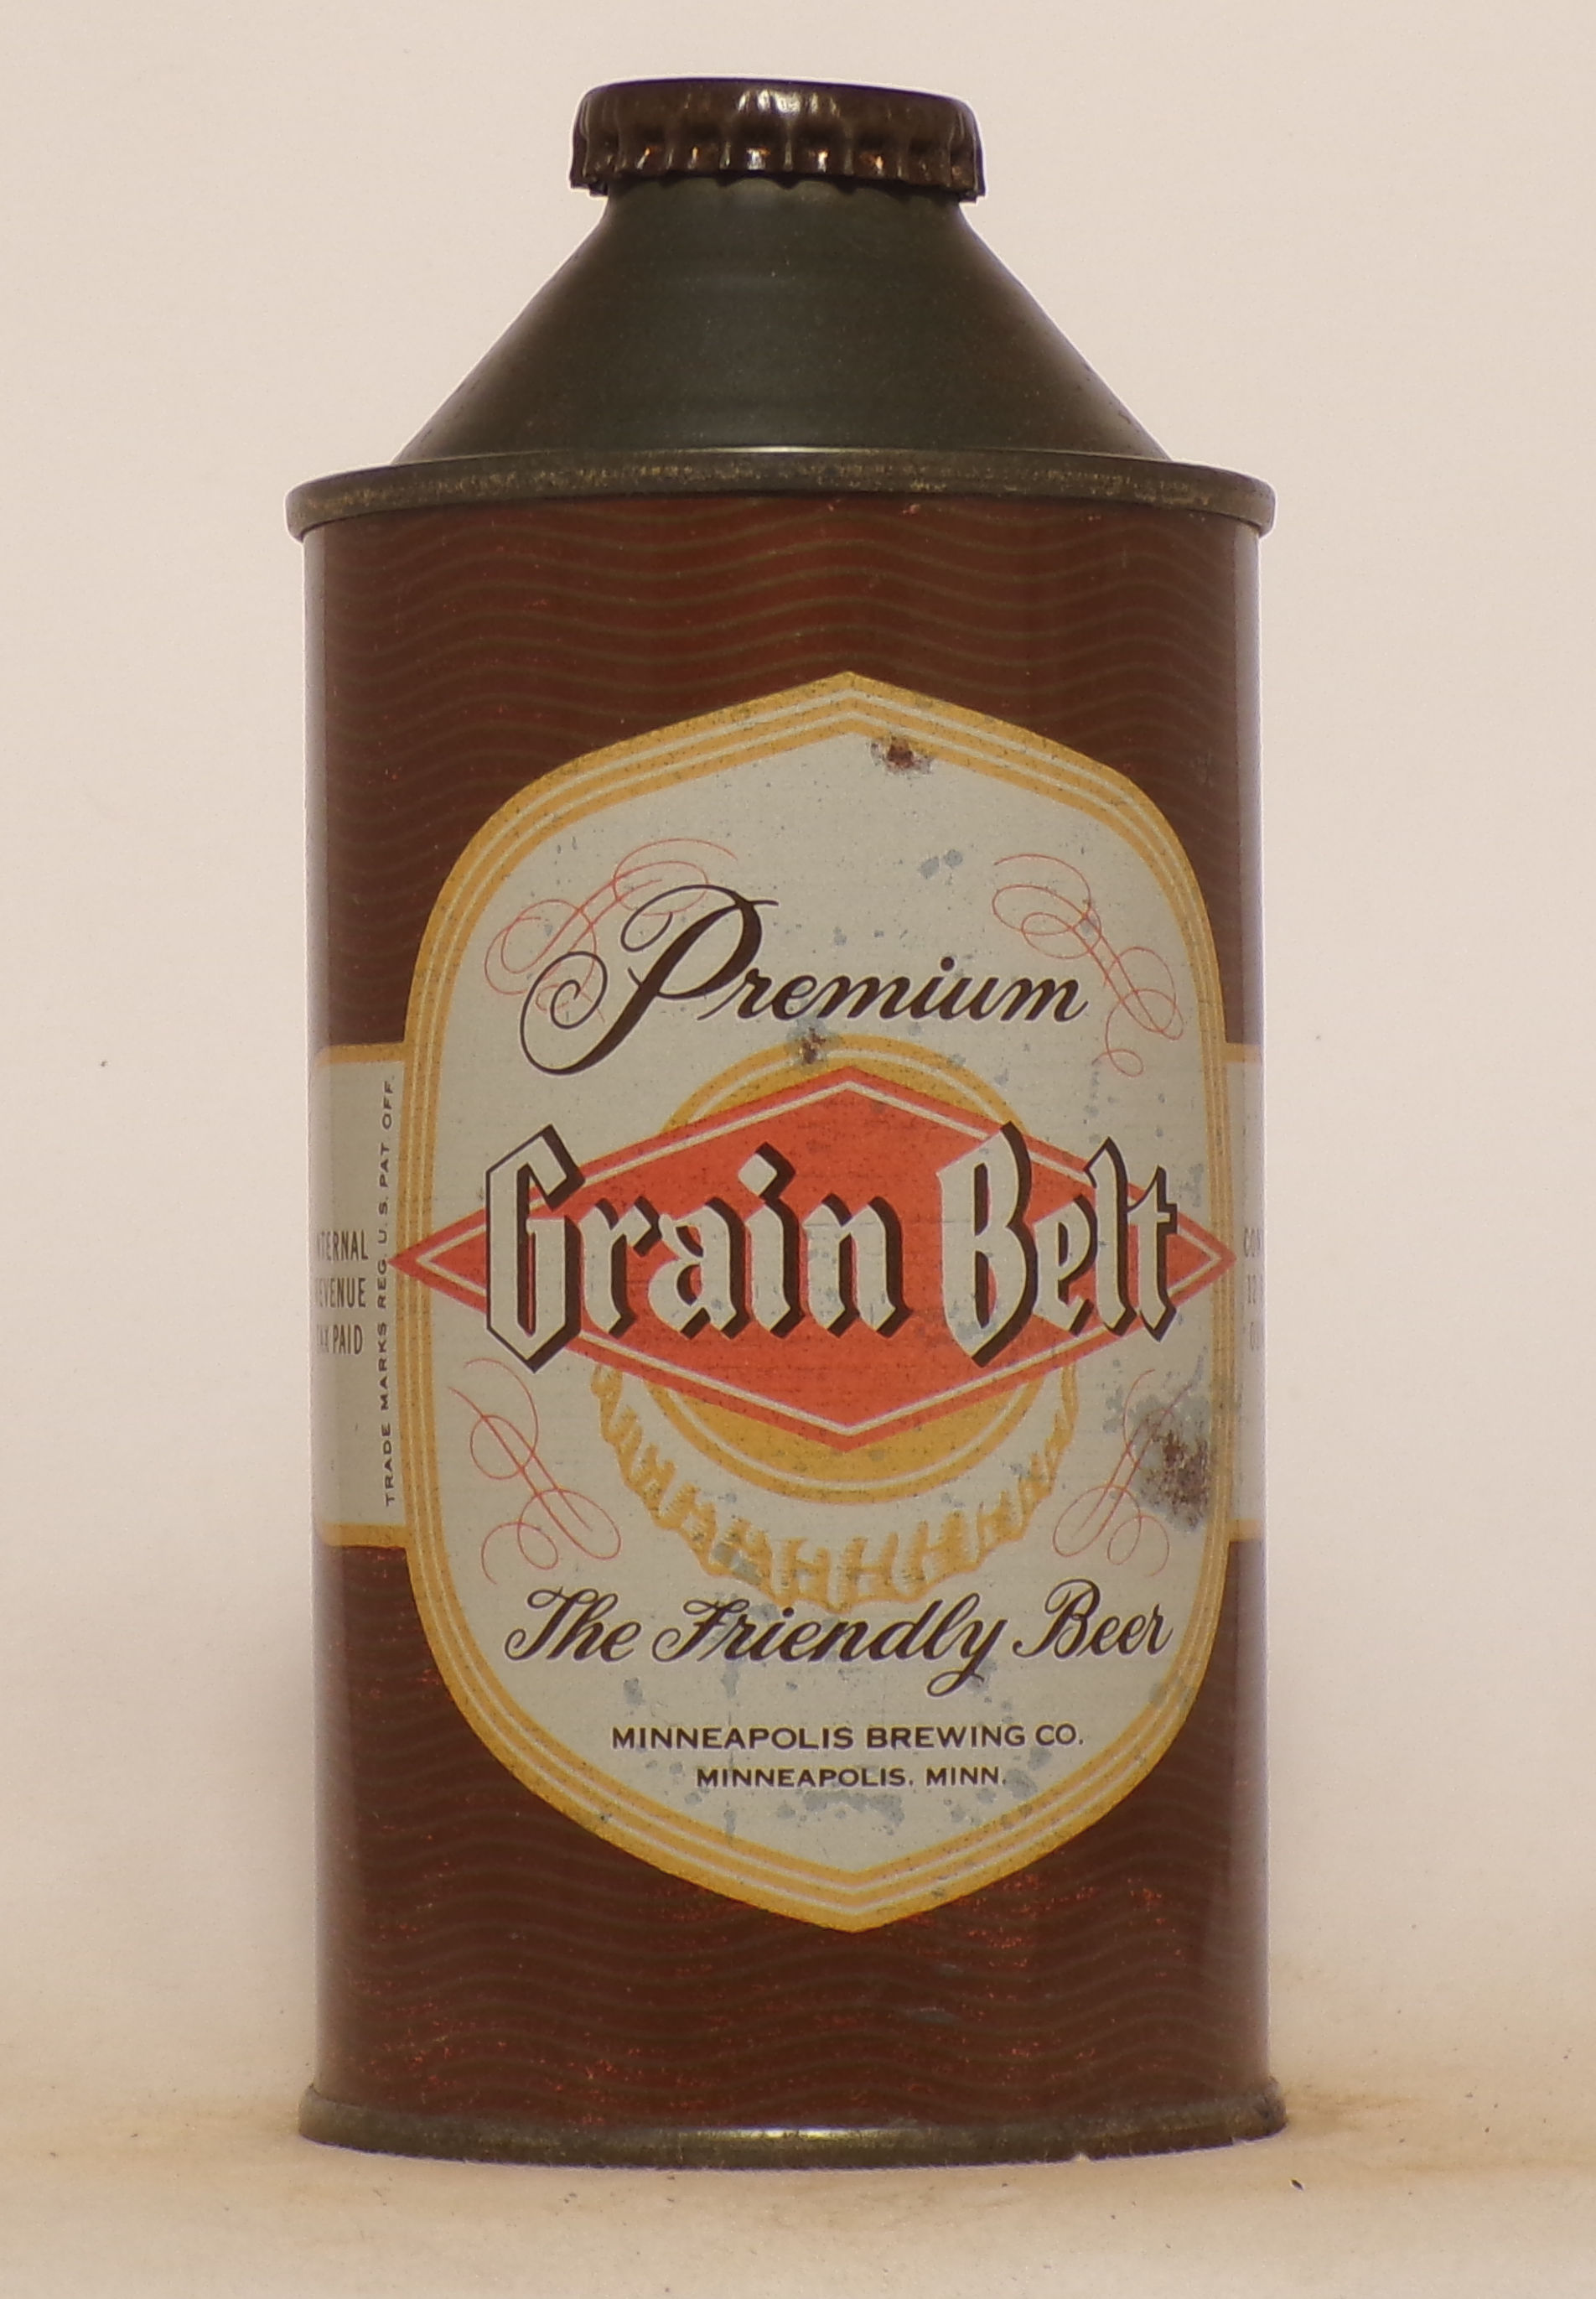 Premium
Grain Belt
The Friendly Beer
MINNEAPOLIS BREWING CO.
MINNEAPOLIS, MINN.
TRADE MARKS REG. U.S. PAT OFF.
INTERNAL
REVENUE
TAX PAID